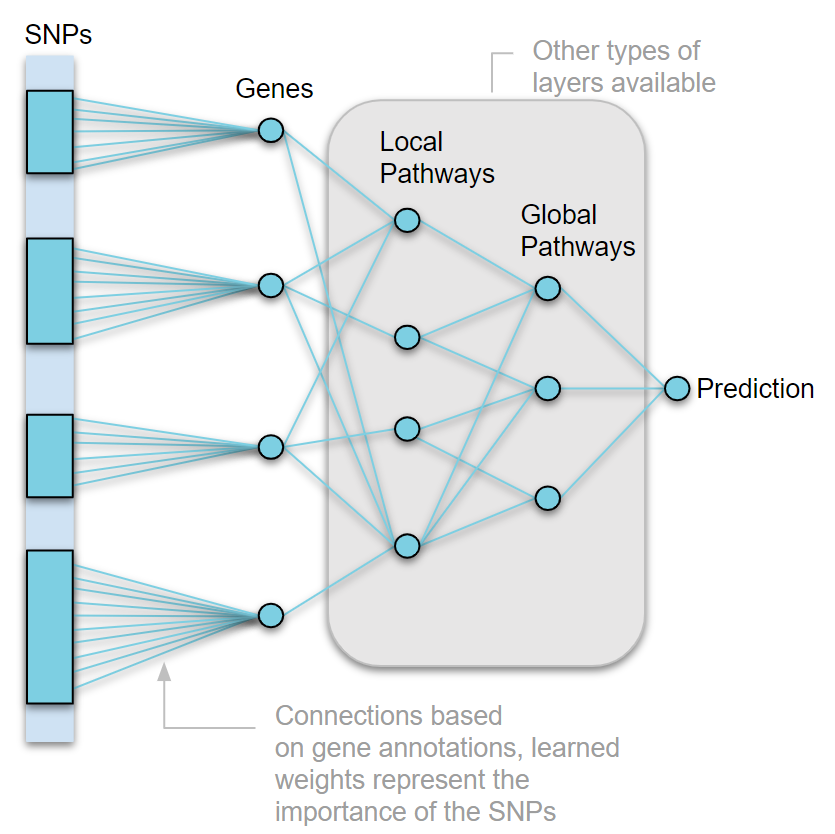 SNPs
Genes
Other types of
layers available
Local
Pathways
Global
Pathways
Prediction
Connections based
on gene annotations, learned
weights represent the
importance of the SNPs